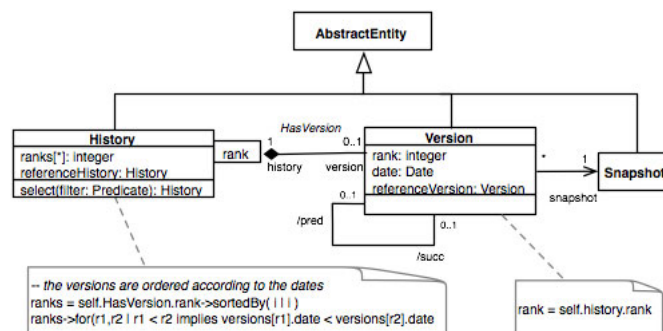 AbstractEntity
History
ranks[*]: integer
referenceHistory: History
select(filter: Predicate): History
rank
1
HasVersion
0..1
history
version
Version
rank: integer
date: Date
referenceVersion: Version
*
1
snapshot
Snapshot
0..1
/pred
0..1
/succ
-- the versions are ordered according to the dates
ranks = self.HasVersion.rank->sortedBy( i | i )
ranks->for(r1,r2 | r1 < r2 implies versions[r1].date < versions[r2].date
rank = self.history.rank